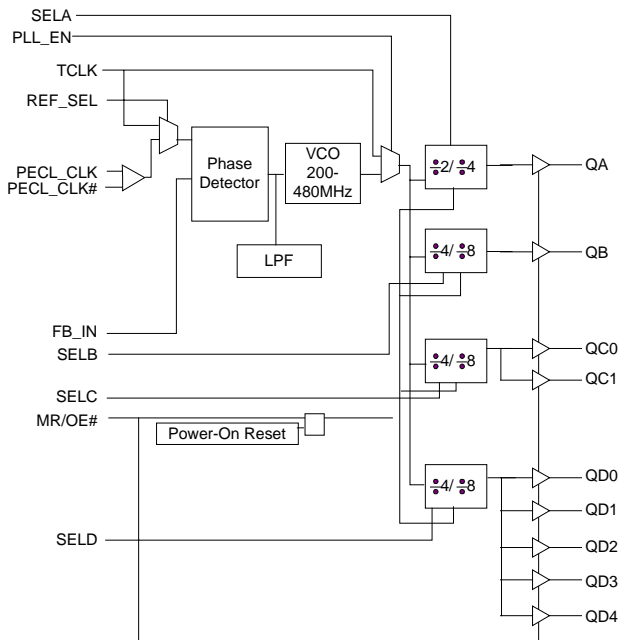 SELA
PLL_EN
TCLK
REF_SEL
PECL_CLK
PECL_CLK#
Phase
Detector
VCO
200-
480MHz
LPF
÷2/ ÷4
QA
÷4/ ÷8
QB
FB_IN
SELB
÷4/ ÷8
QC0
QC1
SELC
MR/OE#
Power-On Reset
÷4/ ÷8
QD0
QD1
QD2
QD3
QD4
SELD